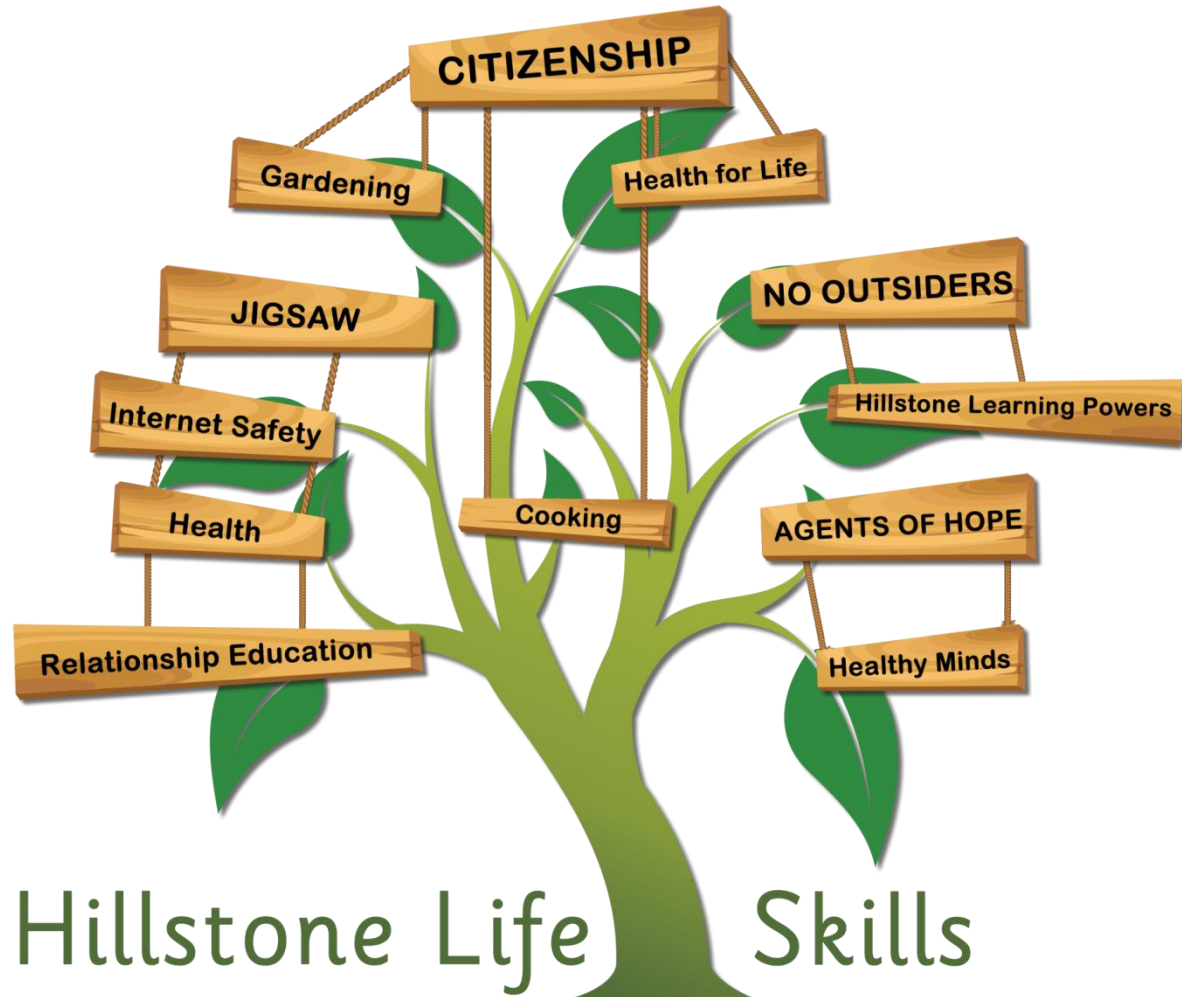 CITIZENSHIP
Gardening
Health for Life
Cooking
JIGSAW
Internet Safety
Health
Relationship Education
NO OUTSIDERS
Hillstone Learning Powers
AGENTS OF HOPE
Healthy Minds
Hillstone Life Skills